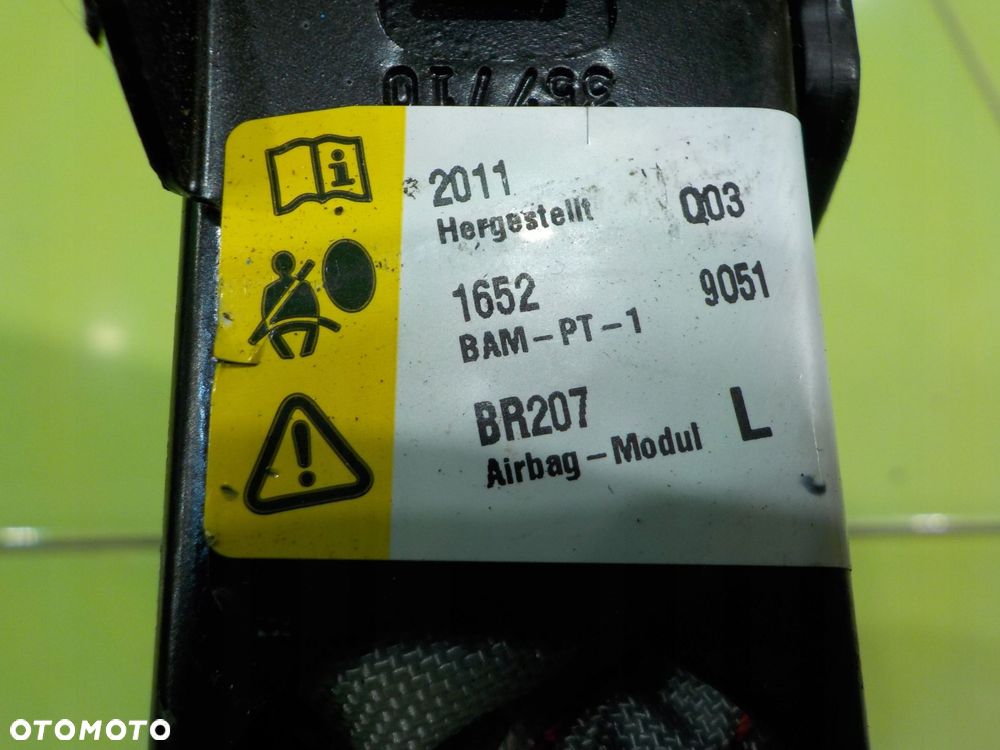 2011 Q03
Hergestellt
1652 9051
BAM-PT-1
BR207 L
Airbag-Modul
OTOMOTO